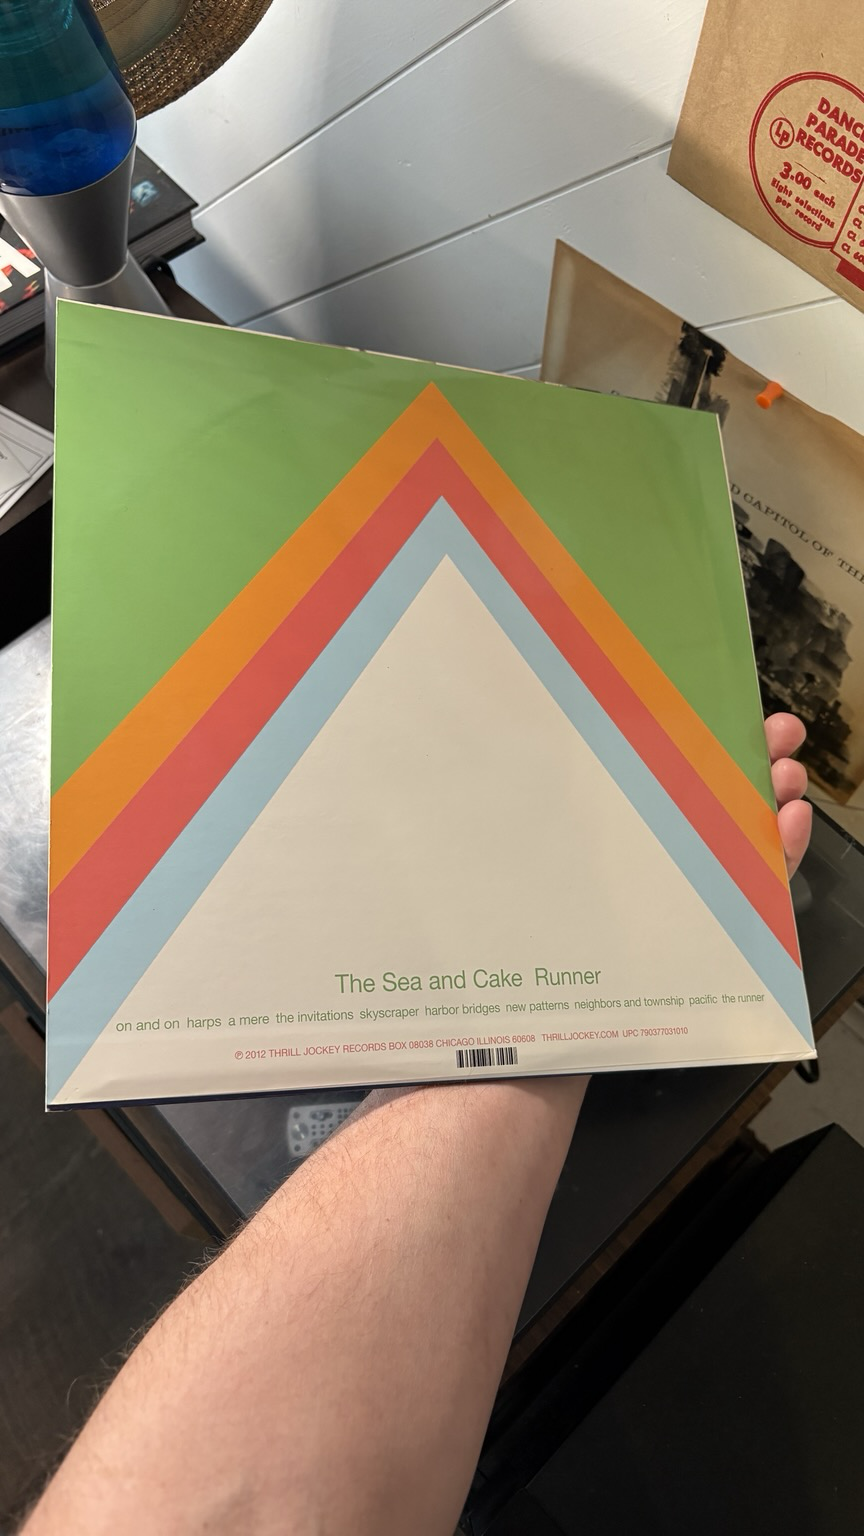 DANC
PARADE
LP RECORDS
3.00 each
Eight selections
per record
D CAPITOL OF THE
The Sea and Cake Runner
on and on harps a mere the invitations skyscraper harbor bridges new patterns neighbors and township pacific the runner
℗ 2012 THRILL JOCKEY RECORDS BOX 08038 CHICAGO ILLINOIS 60608 THRILLJOCKEY.COM UPC 790377031010